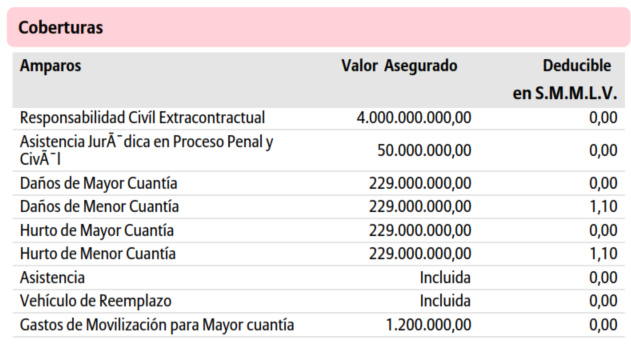 Coberturas
Amparos Valor Asegurado Deducible
en S.M.M.L.V.
Responsabilidad Civíl Extracontractual 4.000.000.000,00 0,00
Asistencia JurÃ¯dica en Proceso Penal y
CivÃ¯l 50.000.000,00 0,00
Daños de Mayor Cuantía 229.000.000,00 0,00
Daños de Menor Cuantía 229.000.000,00 1,10
Hurto de Mayor Cuantía 229.000.000,00 0,00
Hurto de Menor Cuantía 229.000.000,00 1,10
Asistencia Incluida 0,00
Vehículo de Reemplazo Incluida 0,00
Gastos de Movilización para Mayor cuantía 1.200.000,00 0,00